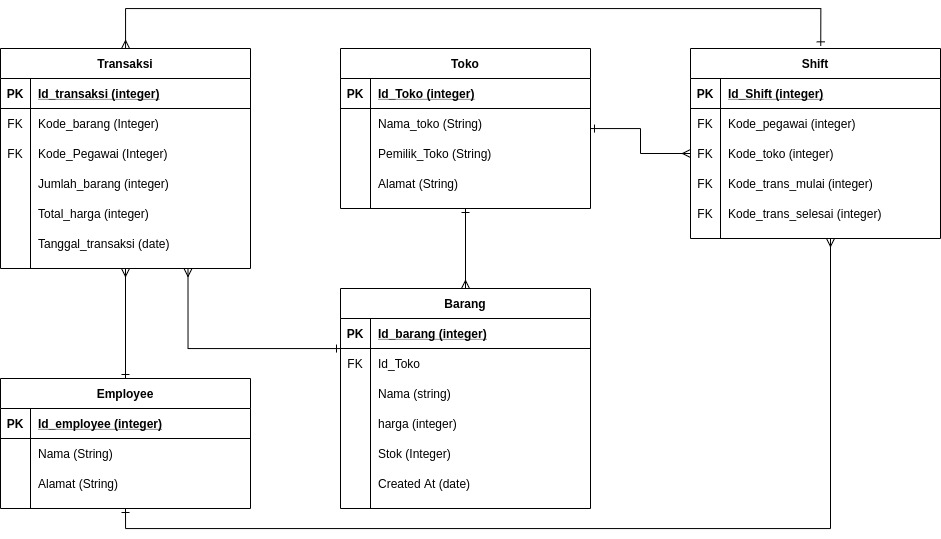 Transaksi
PK Id_transaksi (integer)
FK Kode_barang (Integer)
FK Kode_Pegawai (Integer)
Jumlah_barang (integer)
Total_harga (integer)
Tanggal_transaksi (date)
Toko
PK Id_Toko (integer)
Nama_toko (String)
Pemilik_Toko (String)
Alamat (String)
Shift
PK Id_Shift (integer)
FK Kode_pegawai (integer)
FK Kode_toko (integer)
FK Kode_trans_mulai (integer)
FK Kode_trans_selesai (integer)
Barang
PK Id_barang (integer)
FK Id_Toko
Nama (string)
harga (integer)
Stok (Integer)
Created At (date)
Employee
PK Id_employee (integer)
Nama (String)
Alamat (String)